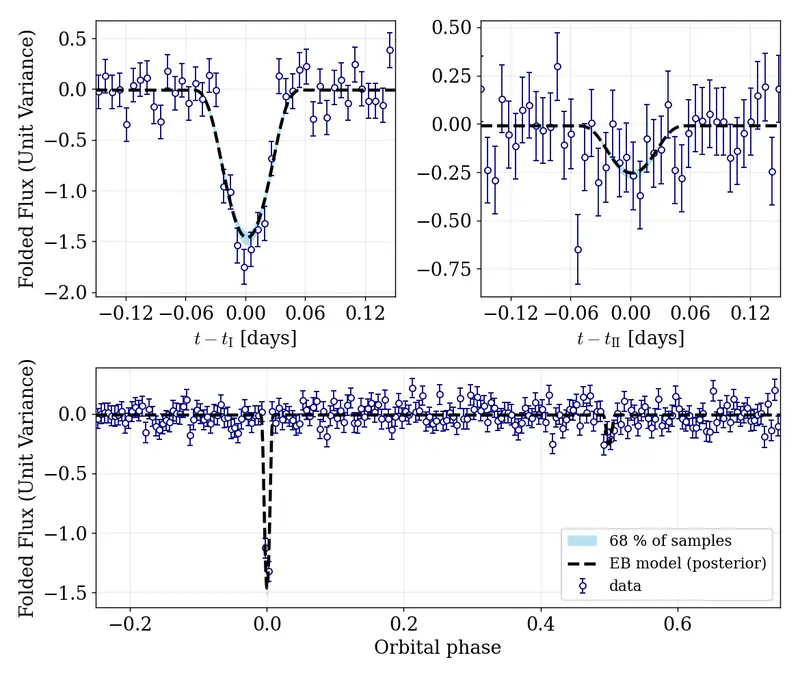 Folded Flux (Unit Variance)
0.5
0.0
−0.5
−1.0
−1.5
−2.0
−0.12 −0.06 0.00 0.06 0.12
t − tI [days]
0.50
0.25
0.00
−0.25
−0.50
−0.75
−0.12 −0.06 0.00 0.06 0.12
t − tII [days]
Folded Flux (Unit Variance)
0.0
−0.5
−1.0
−1.5
−0.2 0.0 0.2 0.4 0.6
Orbital phase
68 % of samples
EB model (posterior)
data